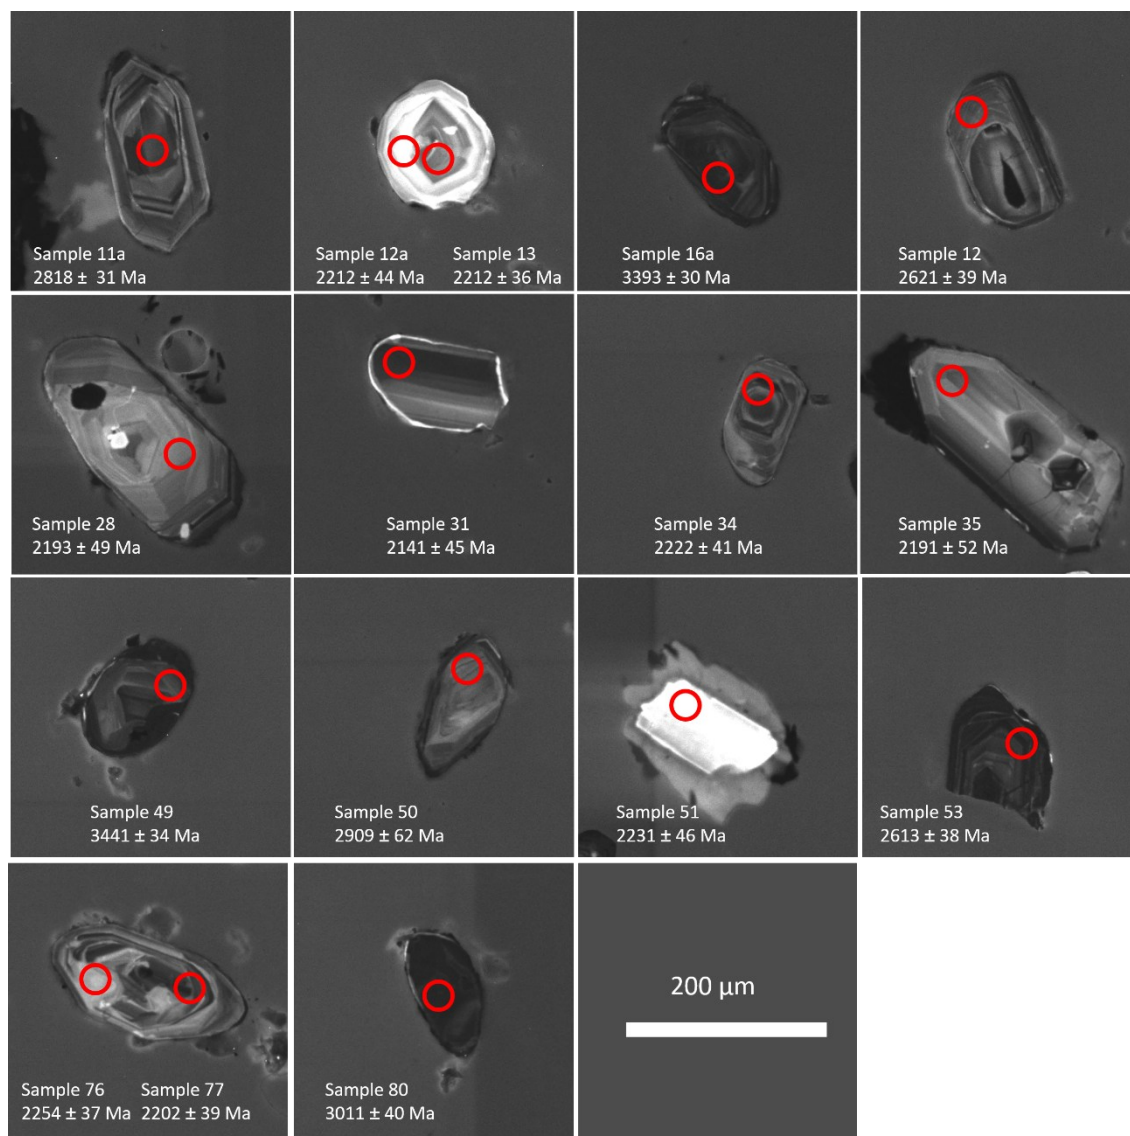 Sample 11a
2818 ± 31 Ma
Sample 12a
2212 ± 44 Ma
Sample 13
2212 ± 36 Ma
Sample 16a
3393 ± 30 Ma
Sample 12
2621 ± 39 Ma
Sample 28
2193 ± 49 Ma
Sample 31
2141 ± 45 Ma
Sample 34
2222 ± 41 Ma
Sample 35
2191 ± 52 Ma
Sample 49
3441 ± 34 Ma
Sample 50
2909 ± 62 Ma
Sample 51
2231 ± 46 Ma
Sample 53
2613 ± 38 Ma
Sample 76
2254 ± 37 Ma
Sample 77
2202 ± 39 Ma
Sample 80
3011 ± 40 Ma
200 µm